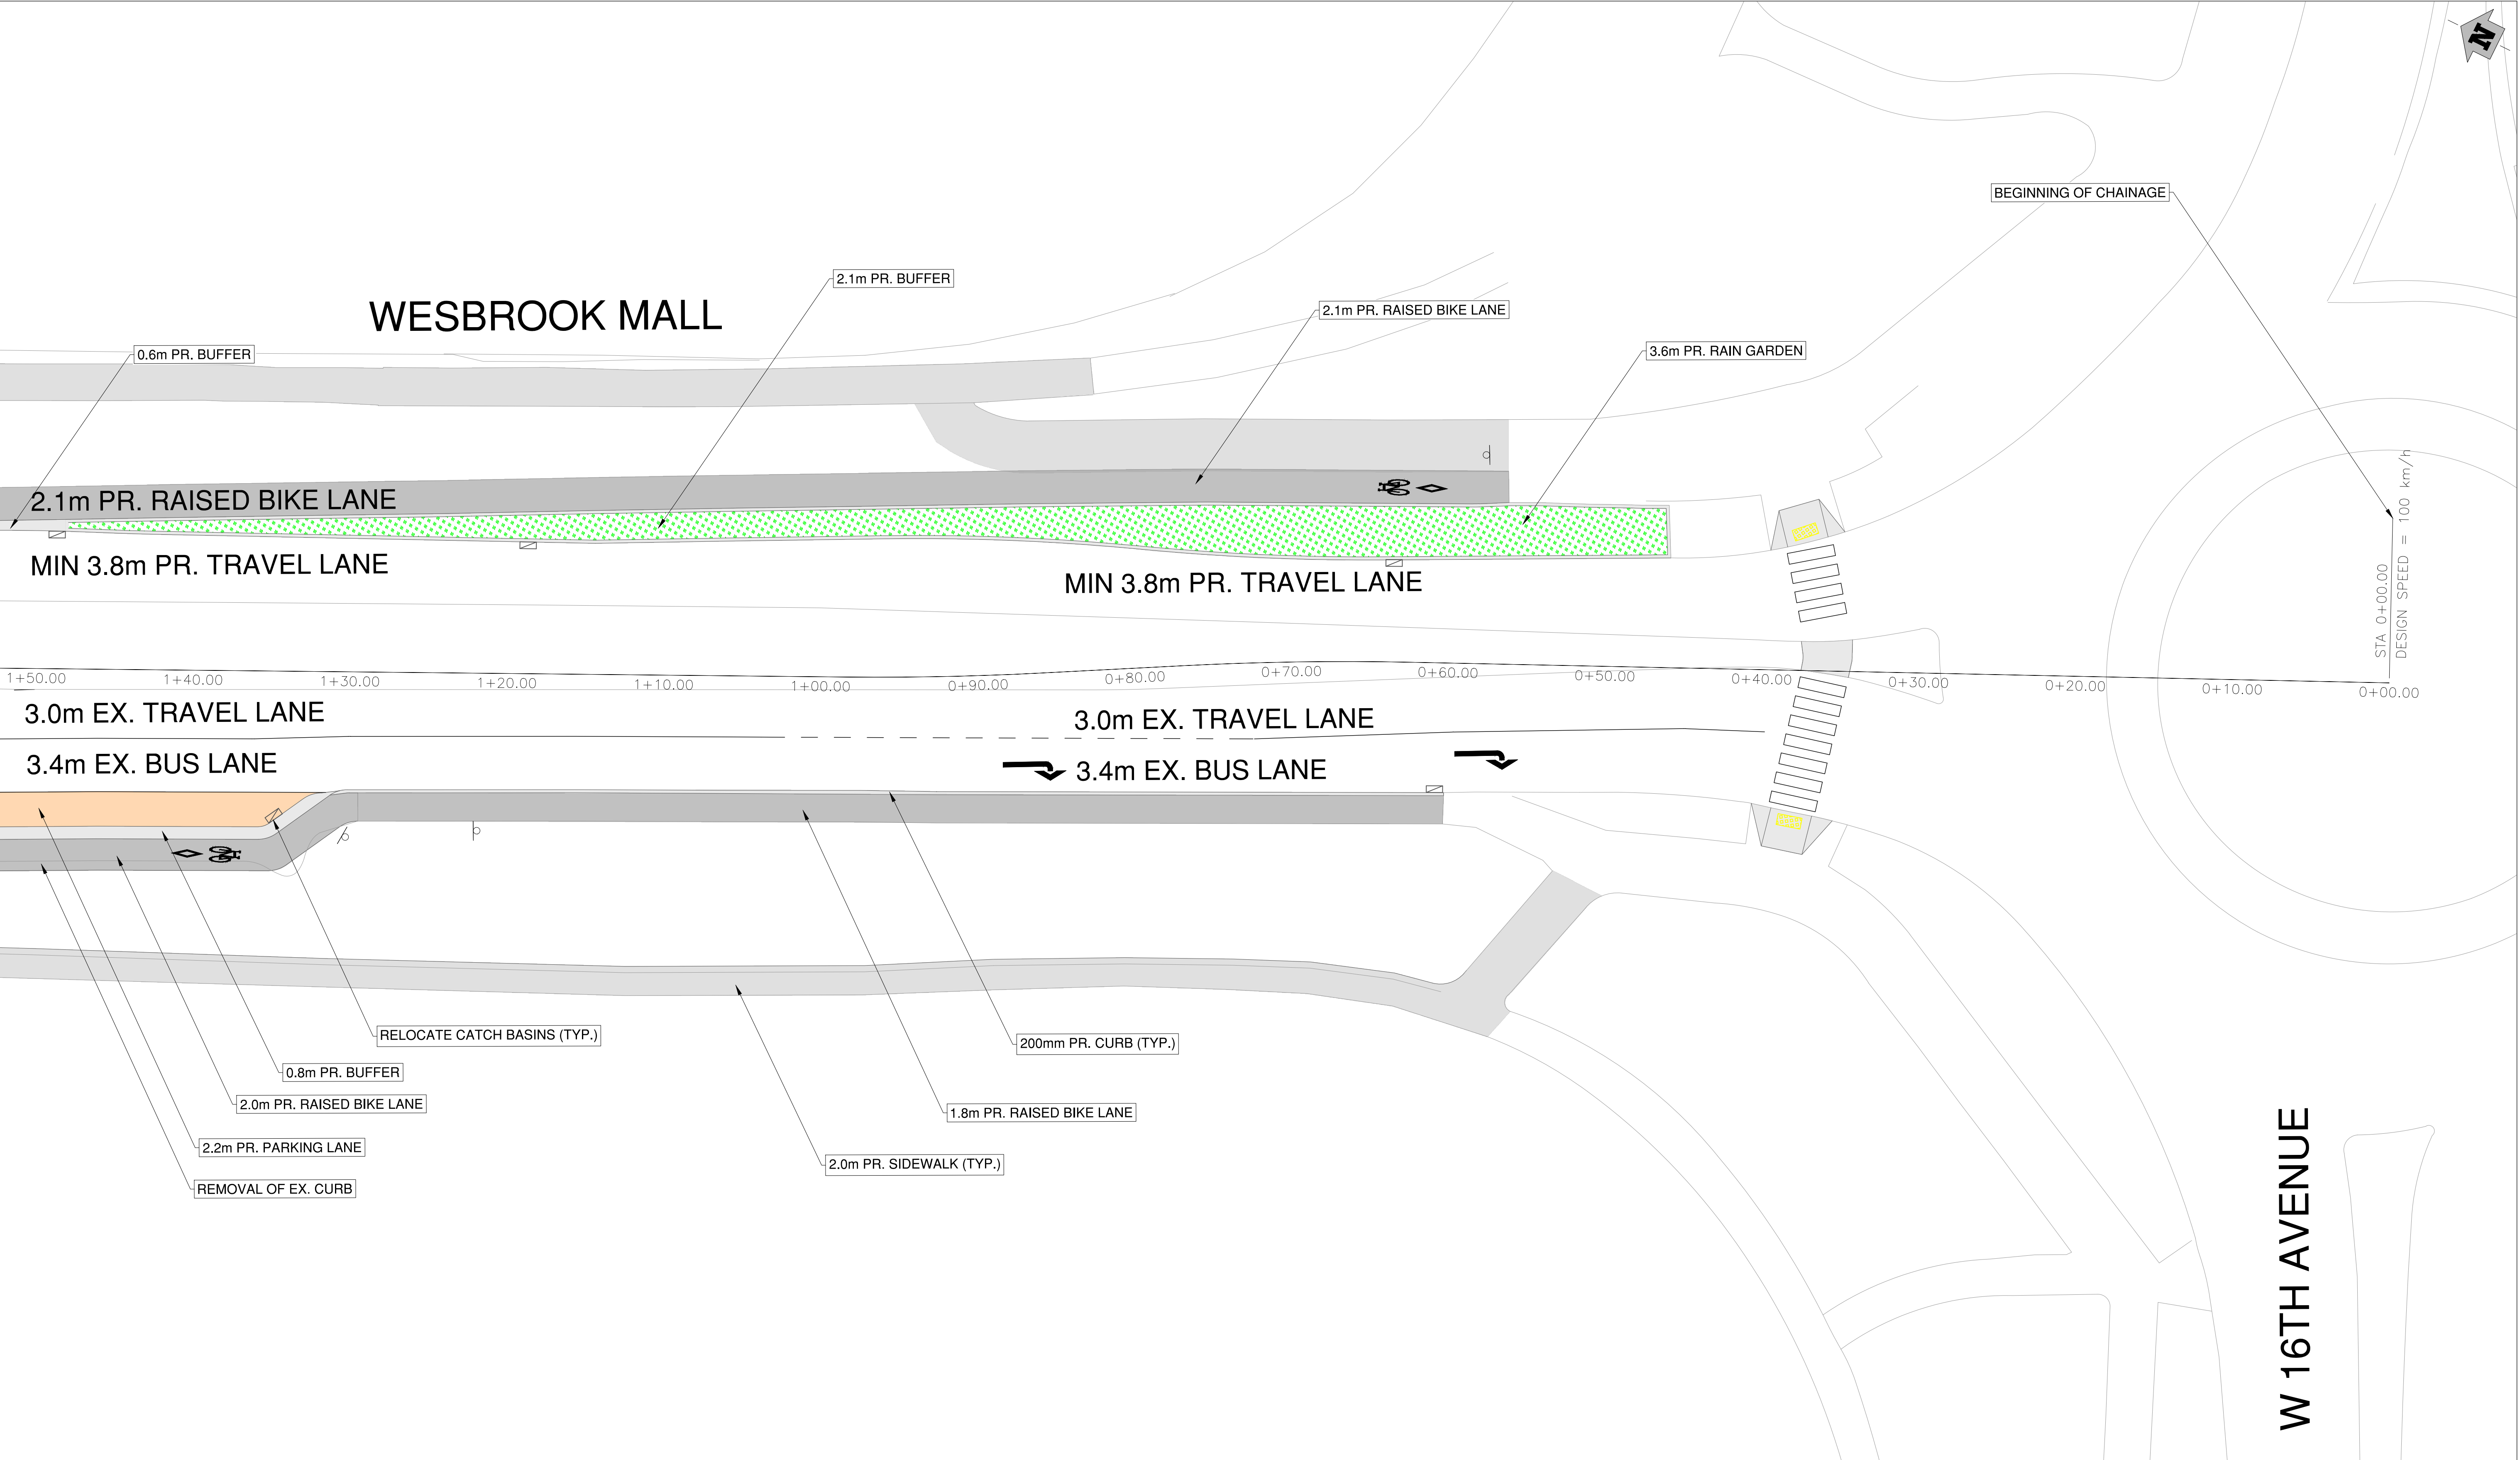 N
BEGINNING OF CHAINAGE
2.1m PR. BUFFER
WESBROOK MALL
2.1m PR. RAISED BIKE LANE
0.6m PR. BUFFER
3.6m PR. RAIN GARDEN
2.1m PR. RAISED BIKE LANE
MIN 3.8m PR. TRAVEL LANE
MIN 3.8m PR. TRAVEL LANE
STA 0+00.00
DESIGN SPEED = 100 km/h
1+50.00 1+40.00 1+30.00 1+20.00 1+10.00 1+00.00 0+90.00 0+80.00 0+70.00 0+60.00 0+50.00 0+40.00 0+30.00 0+20.00 0+10.00 0+00.00
3.0m EX. TRAVEL LANE
3.0m EX. TRAVEL LANE
3.4m EX. BUS LANE
3.4m EX. BUS LANE
RELOCATE CATCH BASINS (TYP.)
200mm PR. CURB (TYP.)
0.8m PR. BUFFER
2.0m PR. RAISED BIKE LANE
1.8m PR. RAISED BIKE LANE
2.2m PR. PARKING LANE
2.0m PR. SIDEWALK (TYP.)
REMOVAL OF EX. CURB
W 16TH AVENUE